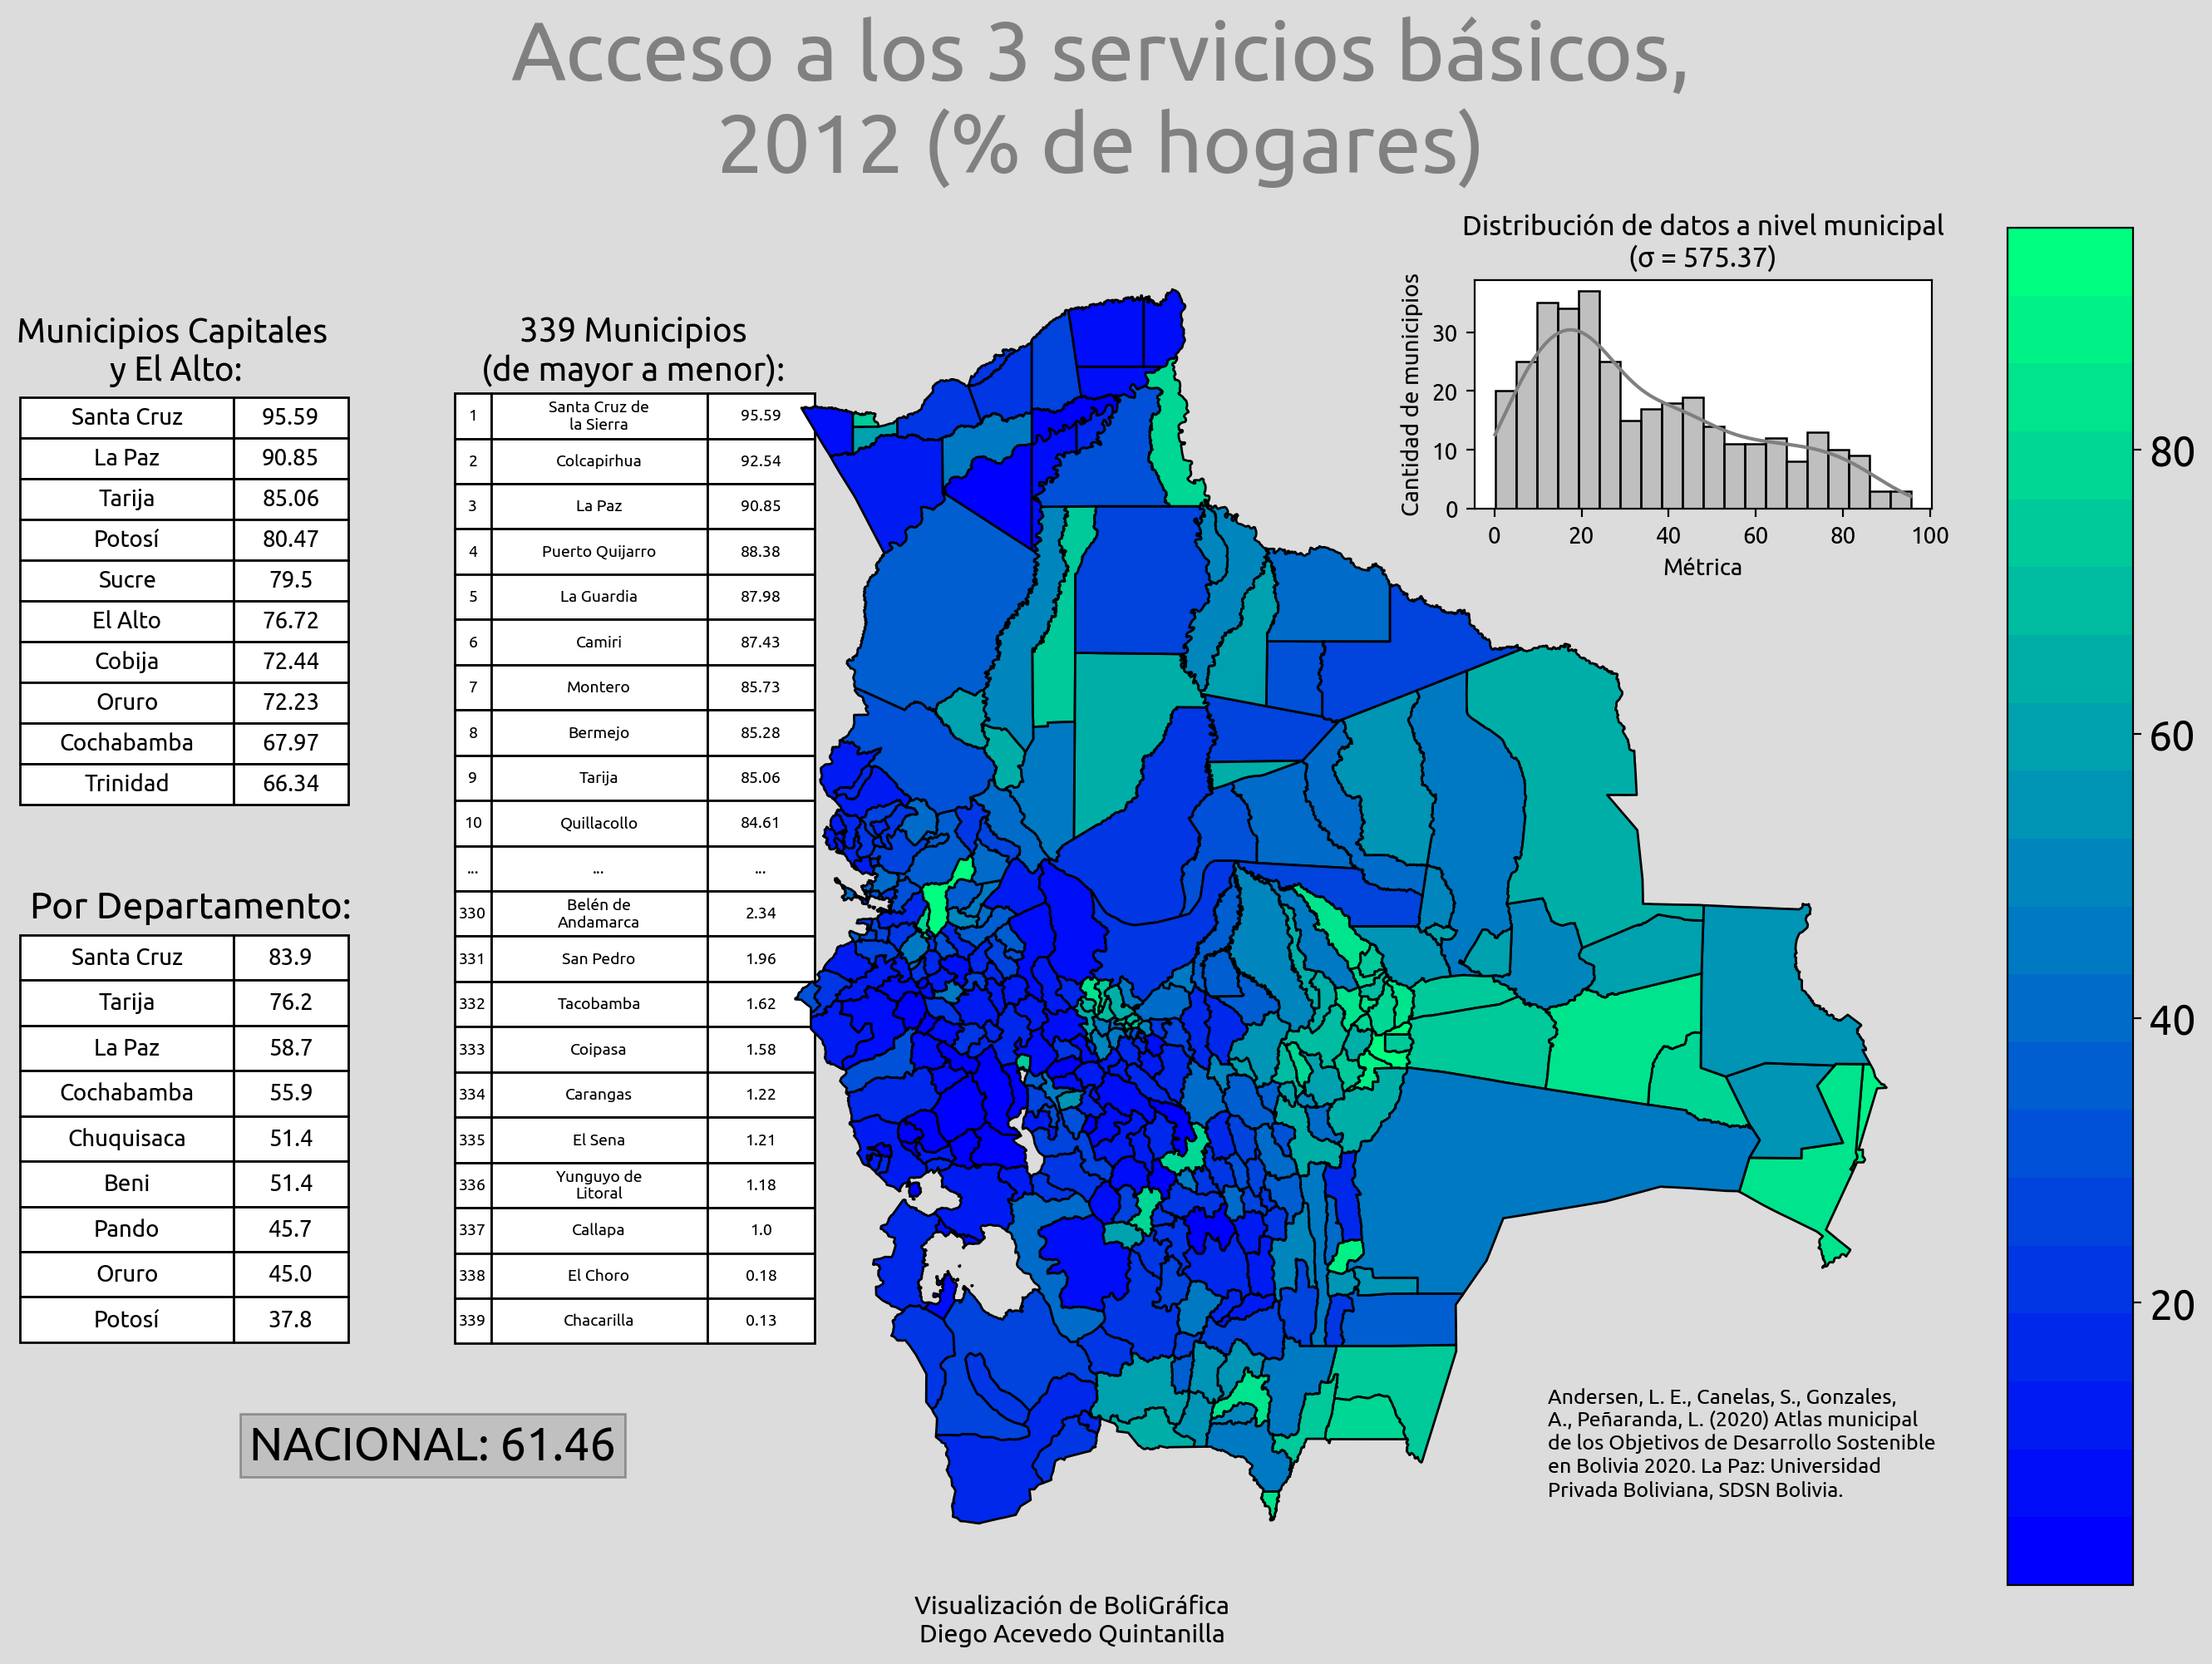 Acceso a los 3 servicios básicos,
2012 (% de hogares)
Municipios Capitales
y El Alto:
Santa Cruz 95.59
La Paz 90.85
Tarija 85.06
Potosí 80.47
Sucre 79.5
El Alto 76.72
Cobija 72.44
Oruro 72.23
Cochabamba 67.97
Trinidad 66.34
Por Departamento:
Santa Cruz 83.9
Tarija 76.2
La Paz 58.7
Cochabamba 55.9
Chuquisaca 51.4
Beni 51.4
Pando 45.7
Oruro 45.0
Potosí 37.8
NACIONAL: 61.46
339 Municipios
(de mayor a menor):
1 Santa Cruz de
la Sierra 95.59
2 Colcapirhua 92.54
3 La Paz 90.85
4 Puerto Quijarro 88.38
5 La Guardia 87.98
6 Camiri 87.43
7 Montero 85.73
8 Bermejo 85.28
9 Tarija 85.06
10 Quillacollo 84.61
... ... ...
330 Belén de
Andamarca 2.34
331 San Pedro 1.96
332 Tacobamba 1.62
333 Coipasa 1.58
334 Carangas 1.22
335 El Sena 1.21
336 Yunguyo de
Litoral 1.18
337 Callapa 1.0
338 El Choro 0.18
339 Chacarilla 0.13
Distribución de datos a nivel municipal
(σ = 575.37)
Cantidad de municipios
30
20
10
0
0 20 40 60 80 100
Métrica
80
60
40
20
Andersen, L. E., Canelas, S., Gonzales,
A., Peñaranda, L. (2020) Atlas municipal
de los Objetivos de Desarrollo Sostenible
en Bolivia 2020. La Paz: Universidad
Privada Boliviana, SDSN Bolivia.
Visualización de BoliGráfica
Diego Acevedo Quintanilla